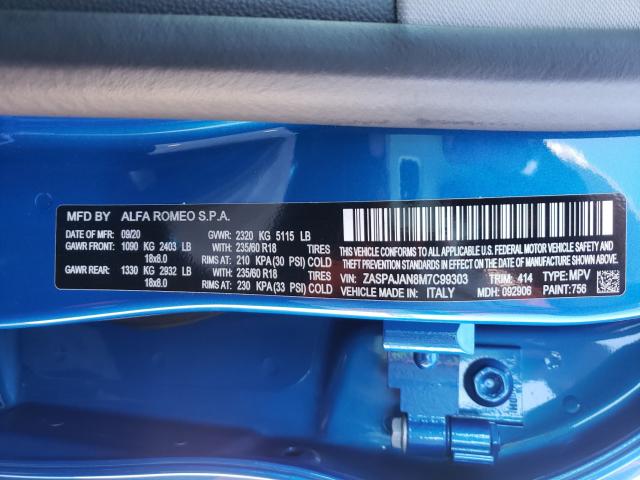 MFD BY ALFA ROMEO S.P.A.
DATE OF MFR: 09/20 GVWR: 2320 KG 5115 LB
GAWR FRONT: 1090 KG 2403 LB WITH: 235/60 R18 TIRES
18x8.0 RIMS AT: 210 KPA(30 PSI) COLD
GAWR REAR: 1330 KG 2932 LB WITH: 235/60 R18 TIRES
18x8.0 RIMS AT: 230 KPA(33 PSI) COLD
THIS VEHICLE CONFORMS TO ALL APPLICABLE U.S. FEDERAL MOTOR VEHICLE SAFETY
AND THEFT PREVENTION STANDARDS IN EFFECT ON THE DATE OF MANUFACTURE SHOWN ABOVE
VIN: ZASPAJAN8M7C99303 TRIM: 414 TYPE: MPV
VEHICLE MADE IN: ITALY MDH: 092906 PAINT: 756